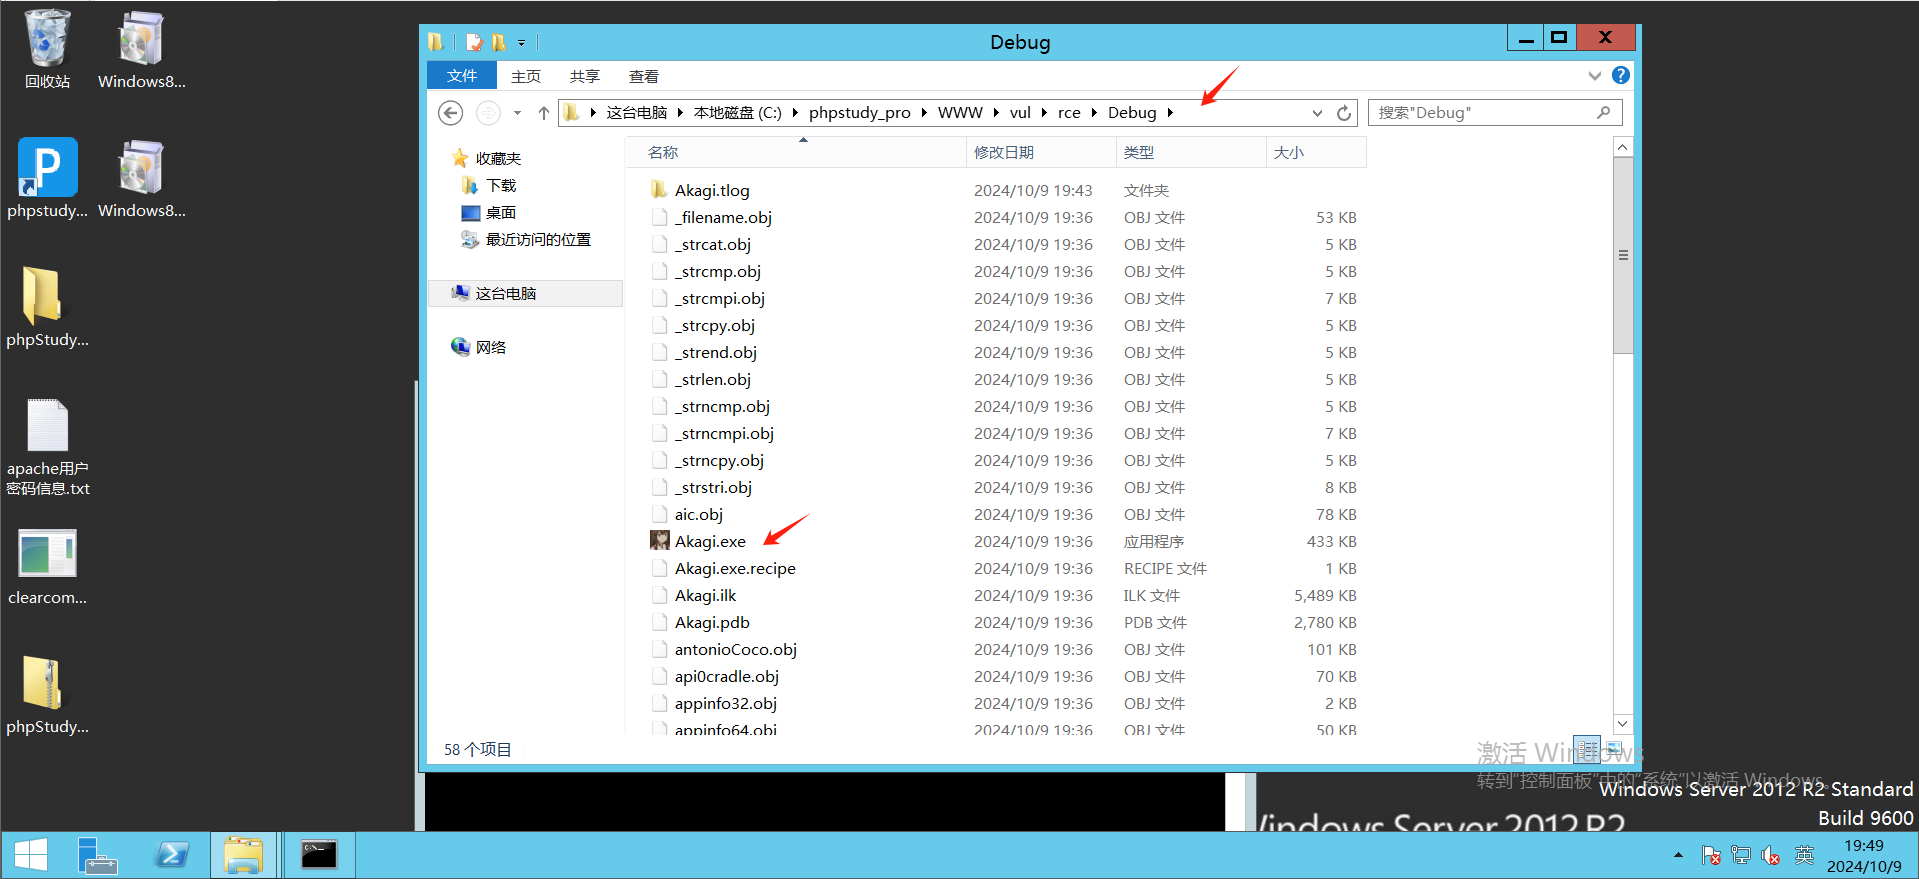 回收站
Windows8...
phpstudy...
Windows8...
phpStudy...
apache用户
密码信息.txt
clearcom...
phpStudy...
Debug
文件
主页
共享
查看
这台电脑
本地磁盘 (C:)
phpstudy_pro
WWW
vul
rce
Debug
搜索"Debug"
收藏夹
下载
桌面
最近访问的位置
这台电脑
网络
名称 修改日期 类型 大小
Akagi.tlog 2024/10/9 19:43 文件夹
_filename.obj 2024/10/9 19:36 OBJ 文件 53 KB
_strcat.obj 2024/10/9 19:36 OBJ 文件 5 KB
_strcmp.obj 2024/10/9 19:36 OBJ 文件 5 KB
_strcmpi.obj 2024/10/9 19:36 OBJ 文件 7 KB
_strcpy.obj 2024/10/9 19:36 OBJ 文件 5 KB
_strend.obj 2024/10/9 19:36 OBJ 文件 5 KB
_strlen.obj 2024/10/9 19:36 OBJ 文件 5 KB
_strncmp.obj 2024/10/9 19:36 OBJ 文件 5 KB
_strncmpi.obj 2024/10/9 19:36 OBJ 文件 7 KB
_strncpy.obj 2024/10/9 19:36 OBJ 文件 5 KB
_strstri.obj 2024/10/9 19:36 OBJ 文件 8 KB
aic.obj 2024/10/9 19:36 OBJ 文件 78 KB
Akagi.exe 2024/10/9 19:36 应用程序 433 KB
Akagi.exe.recipe 2024/10/9 19:36 RECIPE 文件 1 KB
Akagi.ilk 2024/10/9 19:36 ILK 文件 5,489 KB
Akagi.pdb 2024/10/9 19:36 PDB 文件 2,780 KB
antonioCoco.obj 2024/10/9 19:36 OBJ 文件 101 KB
api0cradle.obj 2024/10/9 19:36 OBJ 文件 70 KB
appinfo32.obj 2024/10/9 19:36 OBJ 文件 2 KB
appinfo64.obj 2024/10/9 19:36 OBJ 文件 50 KB
58 个项目
激活 Windows
转到"控制面板"中的"系统"以激活 Windows。
Windows Server 2012 R2 Standard
Build 9600
Windows Server 2012 R2
英
19:49
2024/10/9